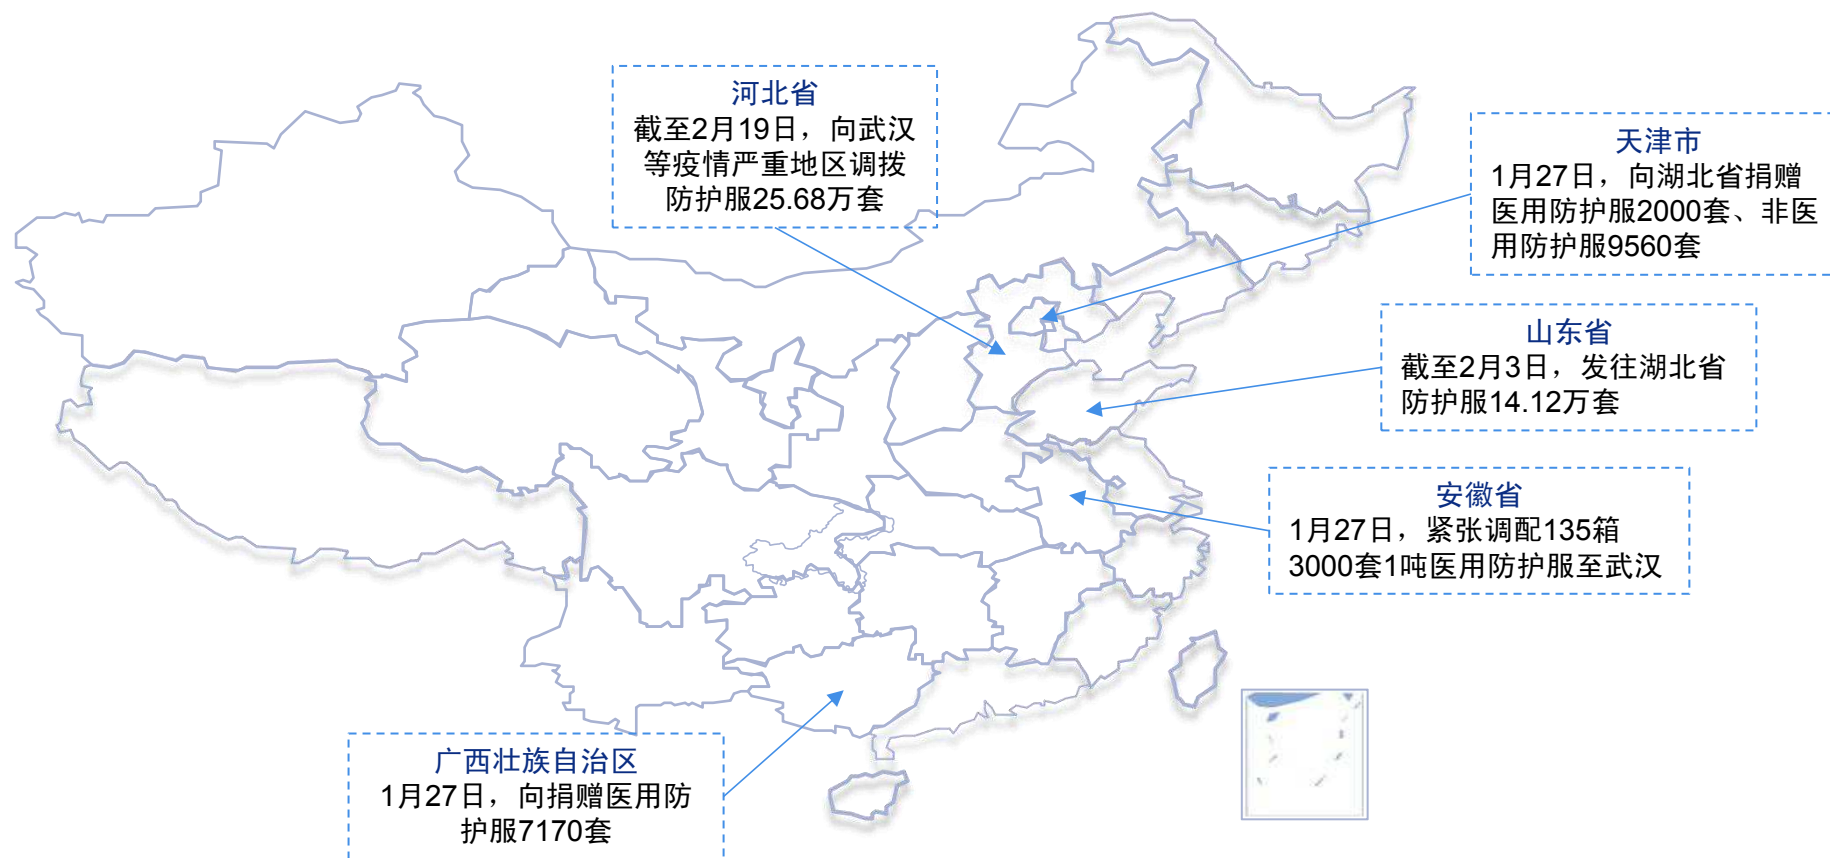 河北省
截至2月19日，向武汉
等疫情严重地区调拨
防护服25.68万套
天津市
1月27日，向湖北省捐赠
医用防护服2000套、非医
用防护服9560套
山东省
截至2月3日，发往湖北省
防护服14.12万套
安徽省
1月27日，紧张调配135箱
3000套1吨医用防护服至武汉
广西壮族自治区
1月27日，向捐赠医用防
护服7170套